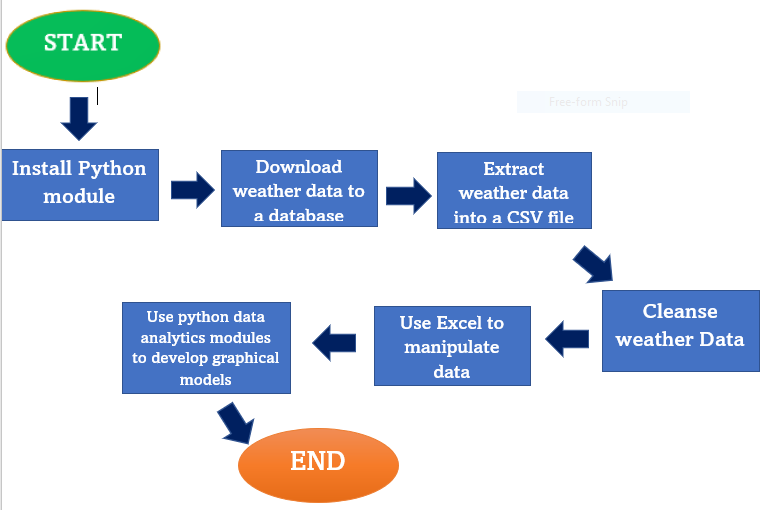 START
Free-form Snip
Install Python
module
Download
weather data to
a database
Extract
weather data
into a CSV file
Cleanse
weather Data
Use Excel to
manipulate
data
Use python data
analytics modules
to develop graphical
models
END